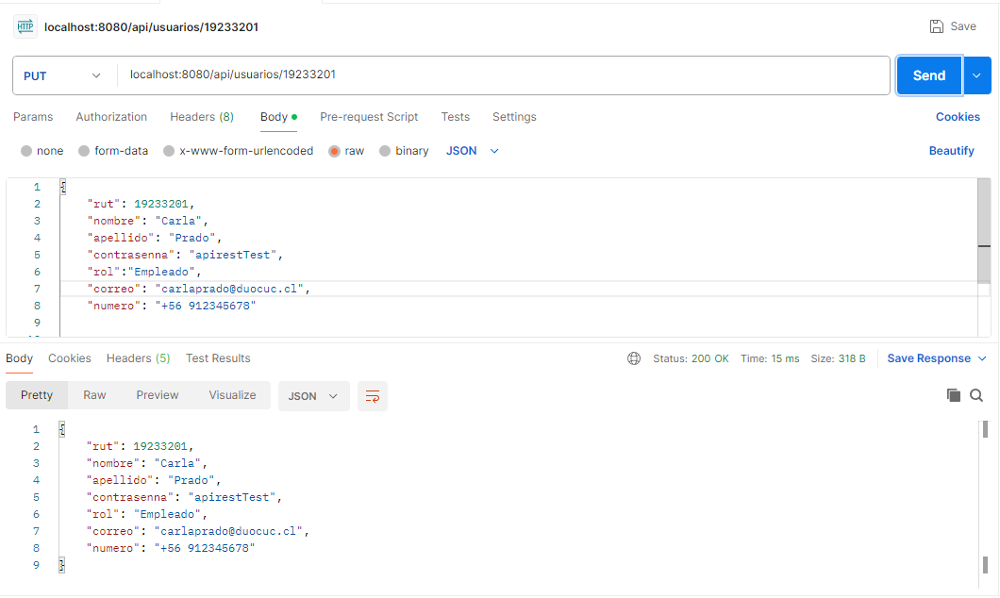 HTTP localhost:8080/api/usuarios/19233201 Save
PUT localhost:8080/api/usuarios/19233201 Send
Params Authorization Headers (8) Body Pre-request Script Tests Settings Cookies
none form-data x-www-form-urlencoded raw binary JSON Beautify
1 {
2 "rut": 19233201,
3 "nombre": "Carla",
4 "apellido": "Prado",
5 "contrasenna": "apirestTest",
6 "rol":"Empleado",
7 "correo": "carlaprado@duocuc.cl",
8 "numero": "+56 912345678"
9
Body Cookies Headers (5) Test Results Status: 200 OK Time: 15 ms Size: 318 B Save Response
Pretty Raw Preview Visualize JSON
1 {
2 "rut": 19233201,
3 "nombre": "Carla",
4 "apellido": "Prado",
5 "contrasenna": "apirestTest",
6 "rol": "Empleado",
7 "correo": "carlaprado@duocuc.cl",
8 "numero": "+56 912345678"
9 }